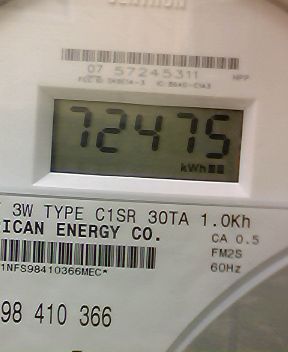 07 57245311
HPP
72475
kWh
3W TYPE C1SR 30TA 1.0Kh
ICAN ENERGY CO.
CA 0.5
FM2S
60Hz
1NFS98410366MEC*
98 410 366